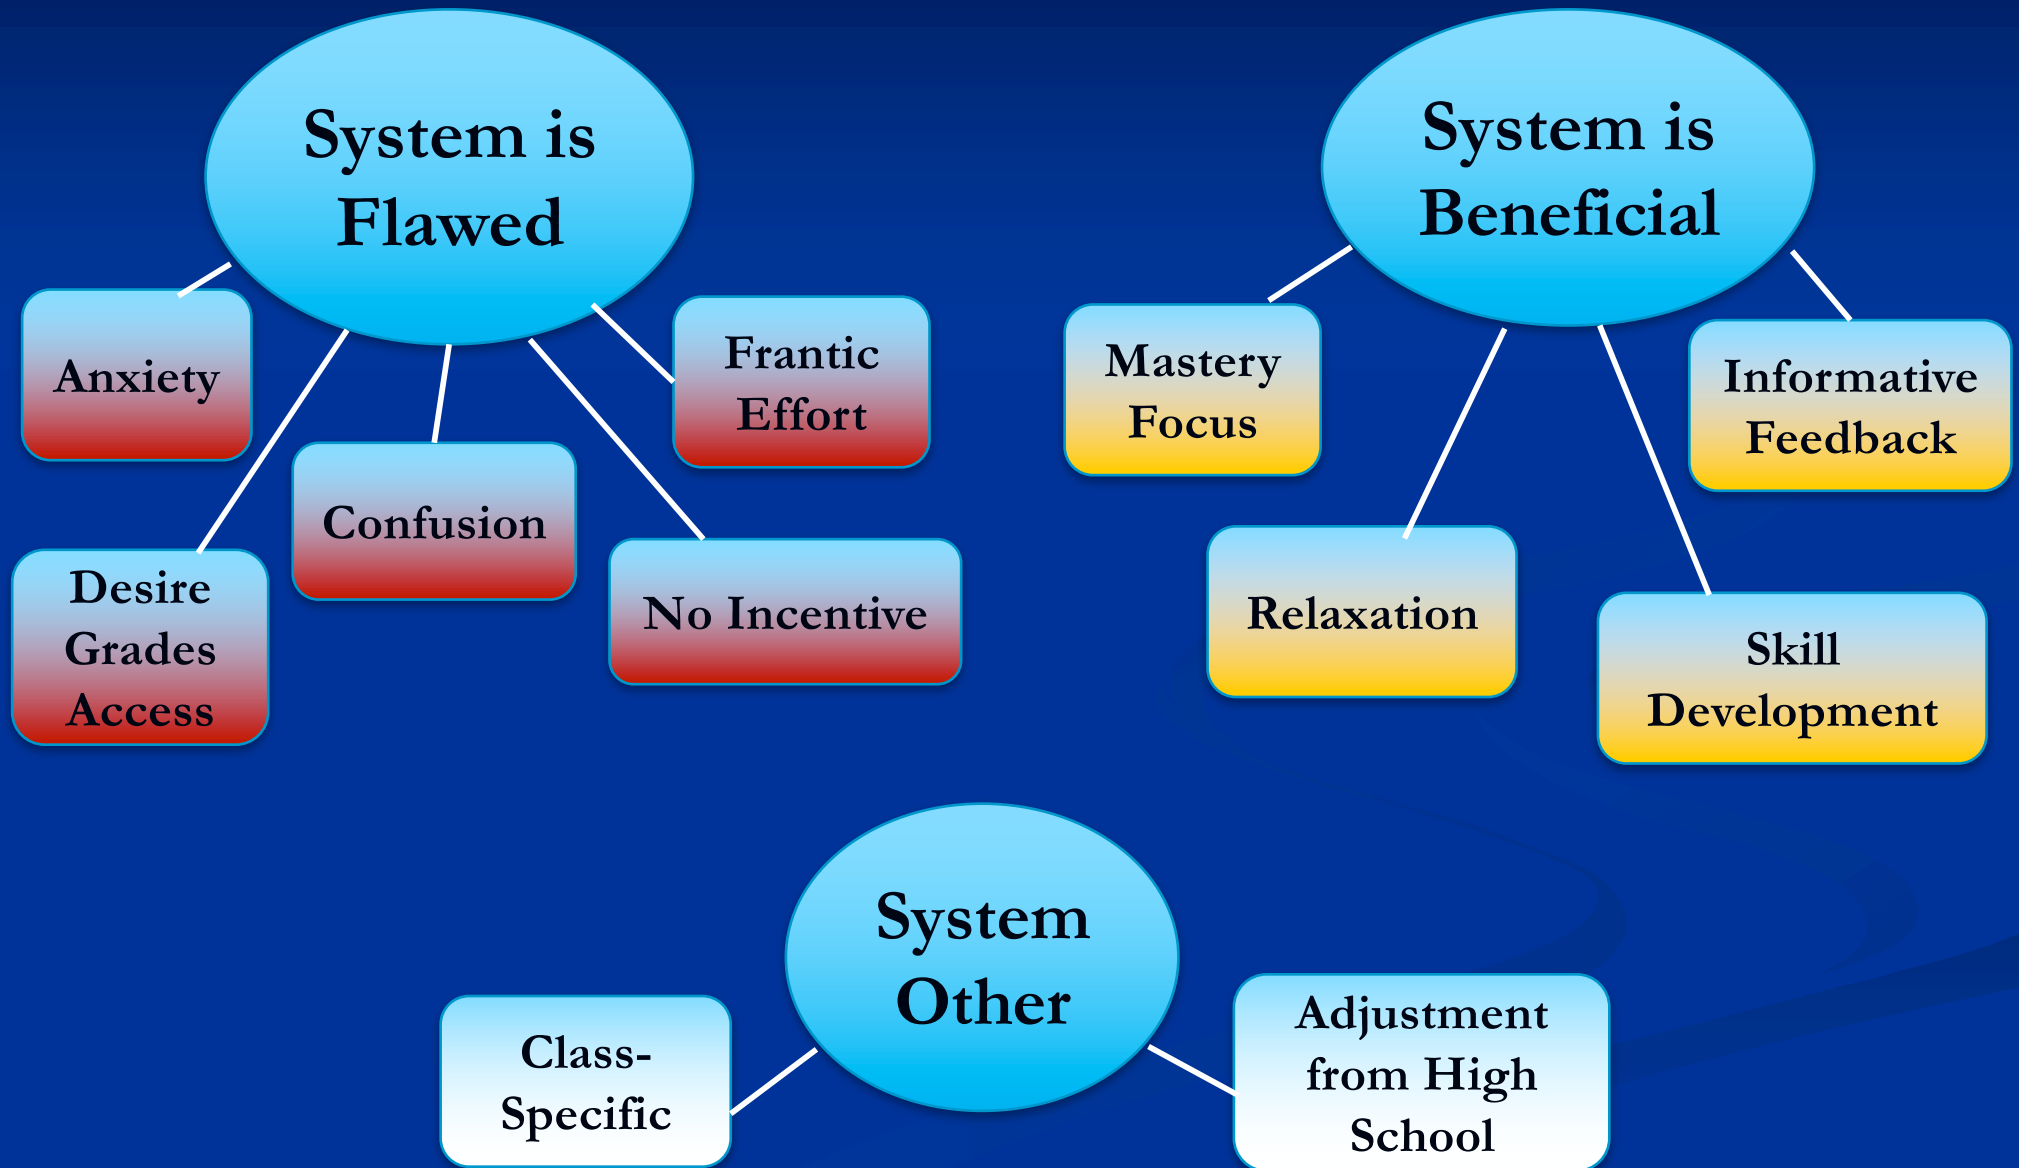 System is
Flawed
Anxiety
Desire
Grades
Access
Confusion
No Incentive
Frantic
Effort
System is
Beneficial
Mastery
Focus
Relaxation
Skill
Development
Informative
Feedback
System
Other
Class-
Specific
Adjustment
from High
School